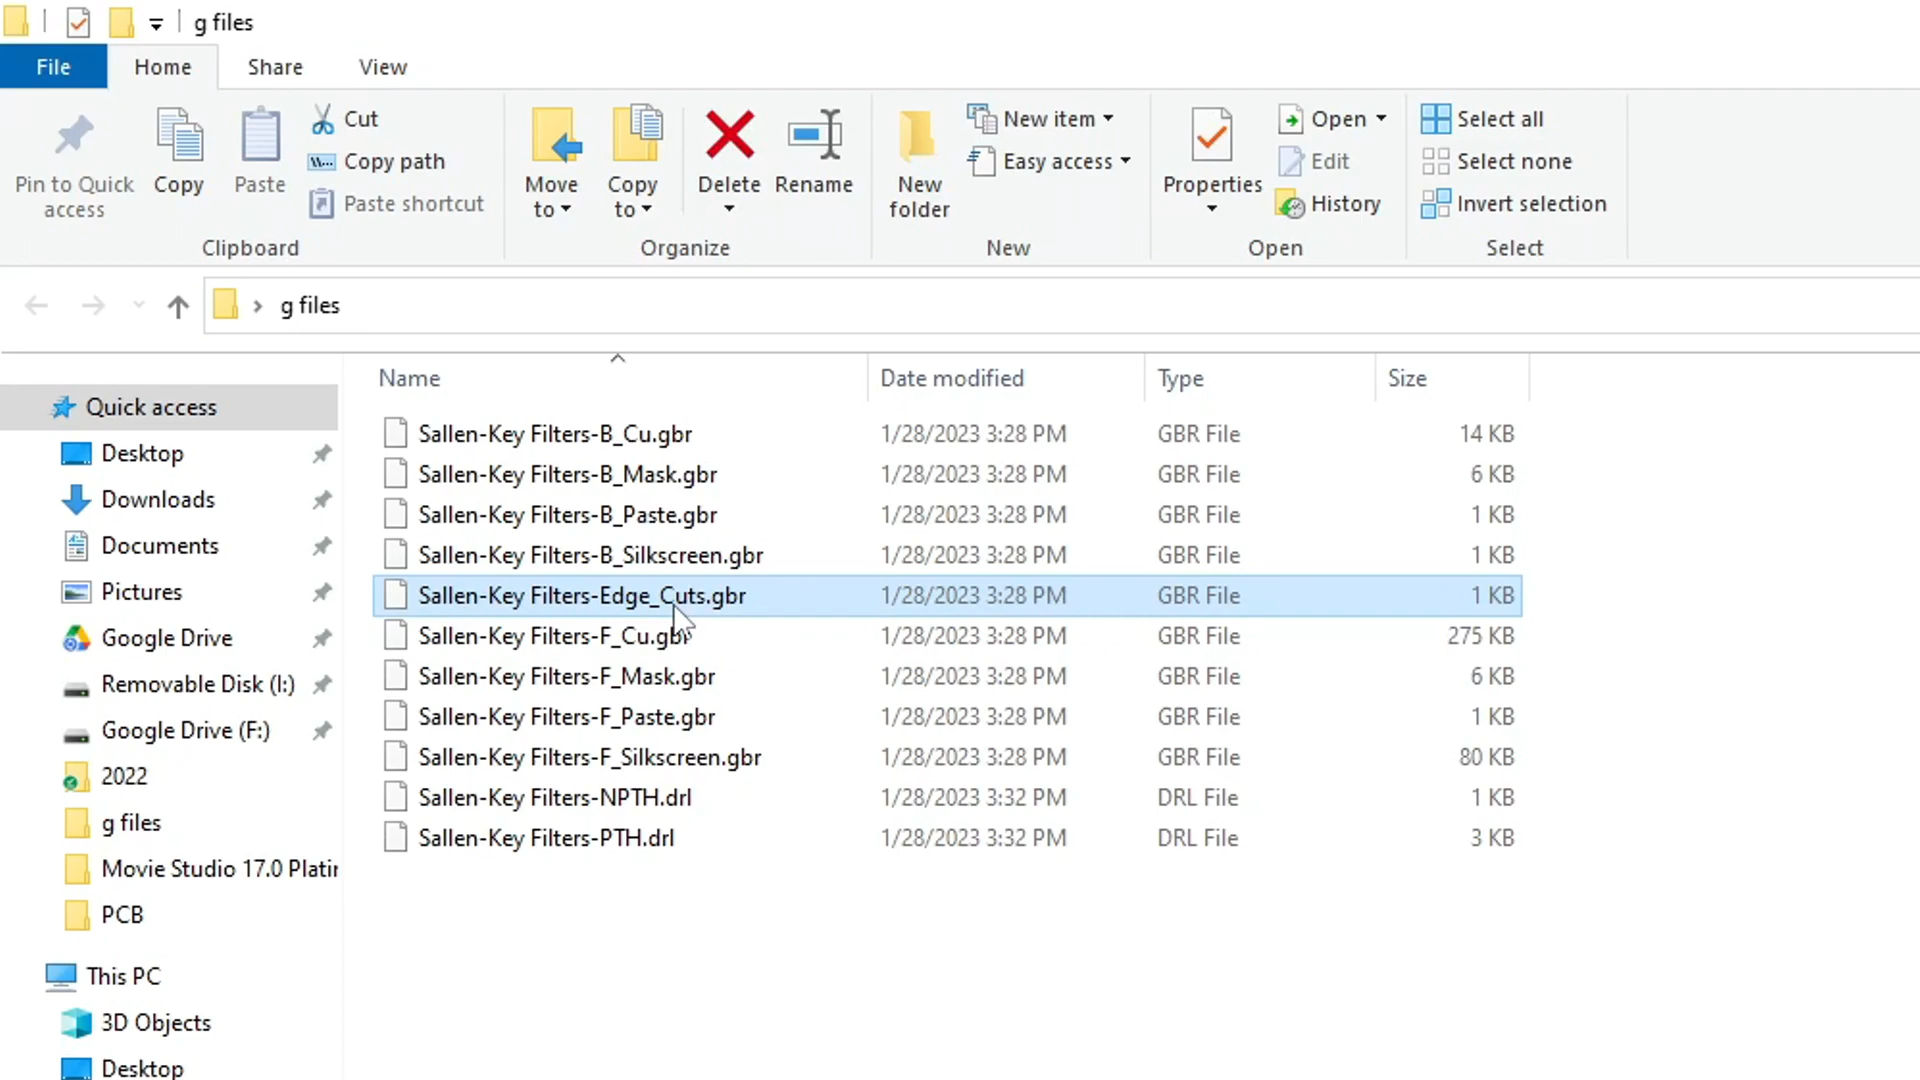 g files
File Home Share View
Pin to Quick access
Copy
Paste
Cut
Copy path
Paste shortcut
Clipboard
Move to
Copy to
Delete
Rename
Organize
New folder
New item
Easy access
New
Properties
Open
Edit
History
Open
Select all
Select none
Invert selection
Select
g files
Name Date modified Type Size
Quick access
Desktop
Downloads
Documents
Pictures
Google Drive
Removable Disk (I:)
Google Drive (F:)
2022
g files
Movie Studio 17.0 Platin
PCB
This PC
3D Objects
Desktop
Sallen-Key Filters-B_Cu.gbr 1/28/2023 3:28 PM GBR File 14 KB
Sallen-Key Filters-B_Mask.gbr 1/28/2023 3:28 PM GBR File 6 KB
Sallen-Key Filters-B_Paste.gbr 1/28/2023 3:28 PM GBR File 1 KB
Sallen-Key Filters-B_Silkscreen.gbr 1/28/2023 3:28 PM GBR File 1 KB
Sallen-Key Filters-Edge_Cuts.gbr 1/28/2023 3:28 PM GBR File 1 KB
Sallen-Key Filters-F_Cu.gbr 1/28/2023 3:28 PM GBR File 275 KB
Sallen-Key Filters-F_Mask.gbr 1/28/2023 3:28 PM GBR File 6 KB
Sallen-Key Filters-F_Paste.gbr 1/28/2023 3:28 PM GBR File 1 KB
Sallen-Key Filters-F_Silkscreen.gbr 1/28/2023 3:28 PM GBR File 80 KB
Sallen-Key Filters-NPTH.drl 1/28/2023 3:32 PM DRL File 1 KB
Sallen-Key Filters-PTH.drl 1/28/2023 3:32 PM DRL File 3 KB